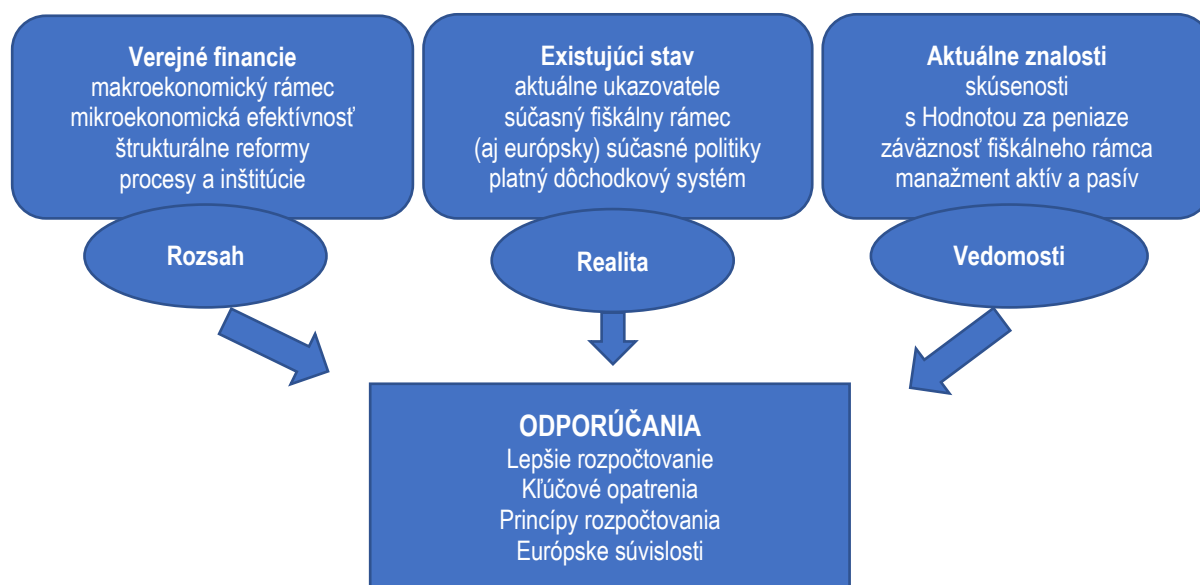 Verejné financie
makroekonomický rámec
mikroekonomická efektívnosť
štrukturálne reformy
procesy a inštitúcie
Rozsah
Existujúci stav
aktuálne ukazovatele
súčasný fiškálny rámec
(aj európsky) súčasné politiky
platný dôchodkový systém
Realita
Aktuálne znalosti
skúsenosti
s Hodnotou za peniaze
záväznosť fiškálneho rámca
manažment aktív a pasív
Vedomosti
ODPORÚČANIA
Lepšie rozpočtovanie
Kľúčové opatrenia
Princípy rozpočtovania
Európske súvislosti